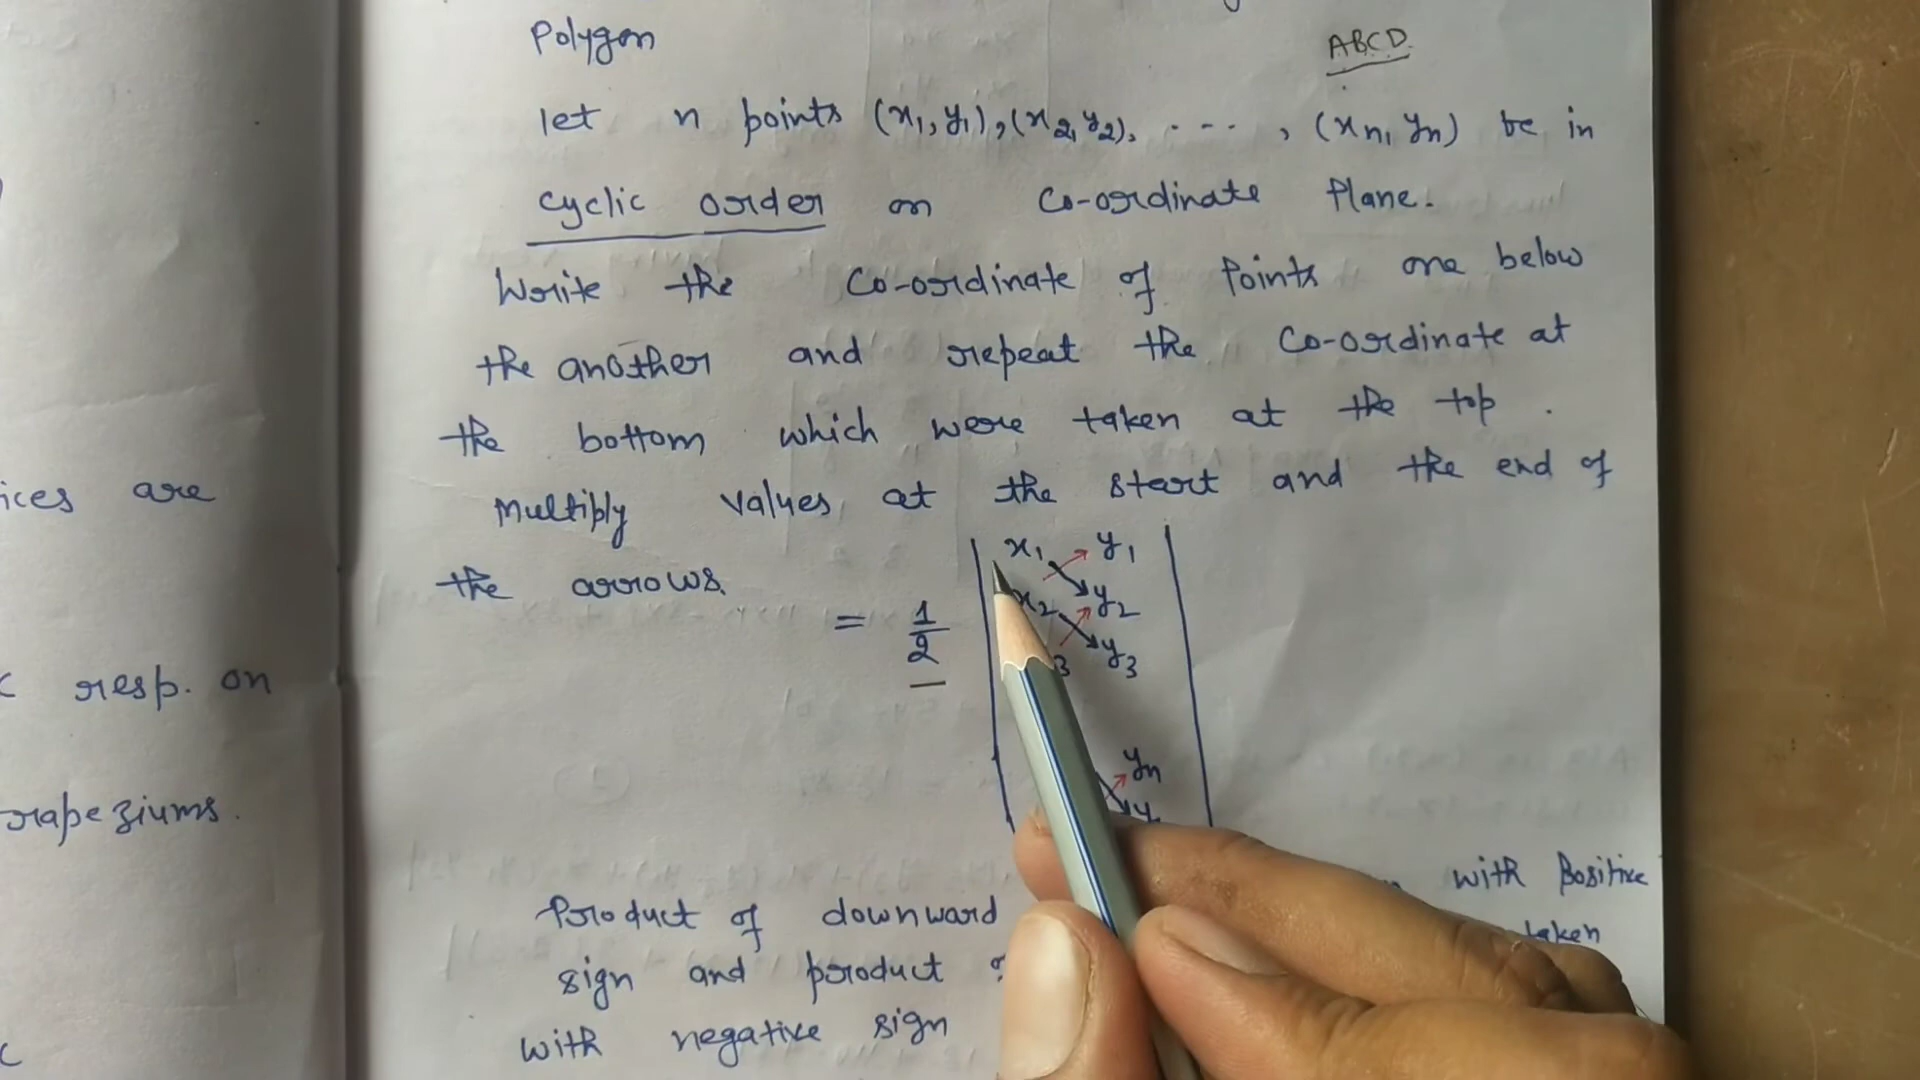 Polygon
ABCD
let n points (x1, y1), (x2, y2), ...., (xn, yn) be in
cyclic order on Co-ordinate Plane.
Write the Co-ordinate of Points one below
the another and repeat the Co-ordinate at
the bottom which were taken at the top.
Multiply values at the start and the end of
the arrows.
= 1/2
x1 y1
x2 y2
3 y3
yn
ices are
resp. on
rapeziums.
Product of downward with Positive
sign and product taken
with negative sign